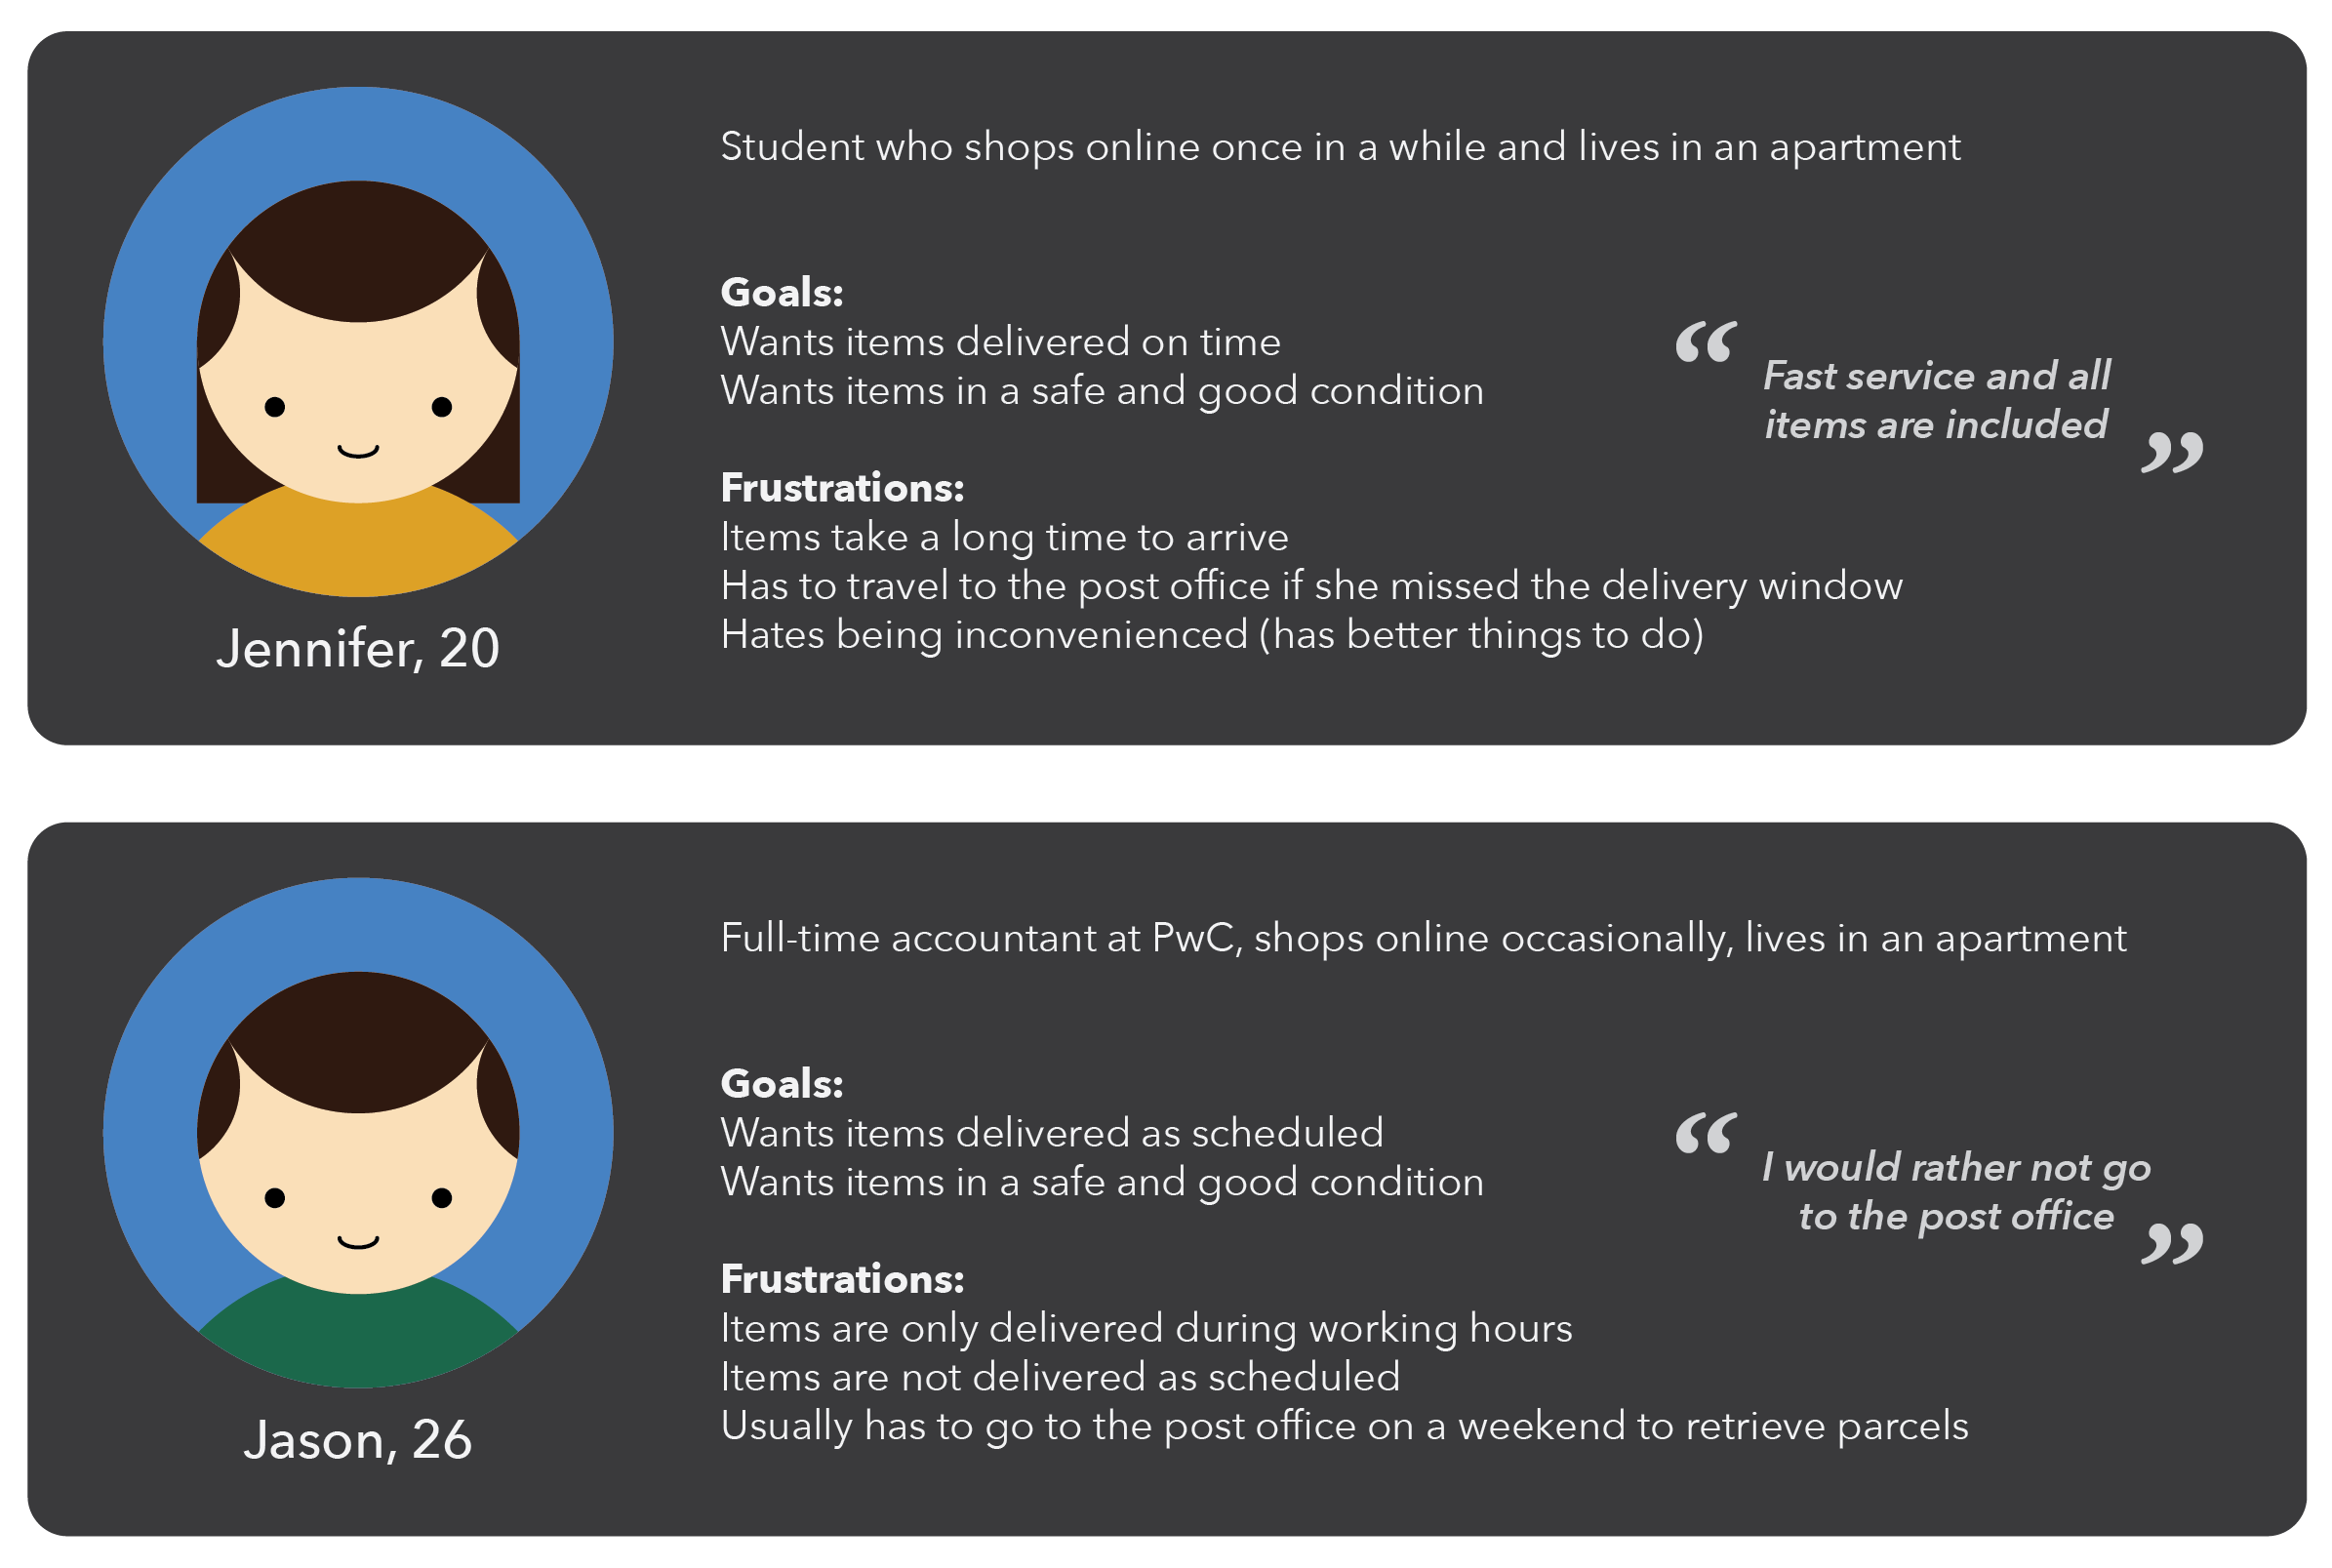 Student who shops online once in a while and lives in an apartment
Goals:
Wants items delivered on time
Wants items in a safe and good condition
“ Fast service and all
items are included ”
Frustrations:
Items take a long time to arrive
Has to travel to the post office if she missed the delivery window
Hates being inconvenienced (has better things to do)
Jennifer, 20
Full-time accountant at PwC, shops online occasionally, lives in an apartment
Goals:
Wants items delivered as scheduled
Wants items in a safe and good condition
“ I would rather not go
to the post office ”
Frustrations:
Items are only delivered during working hours
Items are not delivered as scheduled
Usually has to go to the post office on a weekend to retrieve parcels
Jason, 26